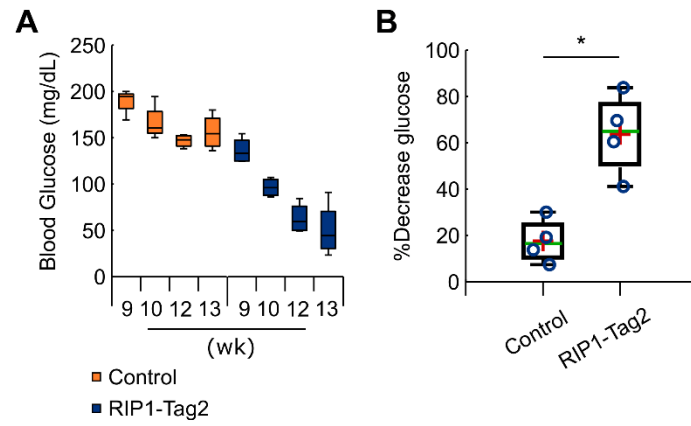 A
Blood Glucose (mg/dL)
250
200
150
100
50
0
9 10 12 13 9 10 12 13
(wk)
Control
RIP1-Tag2
B
*
%Decrease glucose
100
80
60
40
20
0
Control
RIP1-Tag2